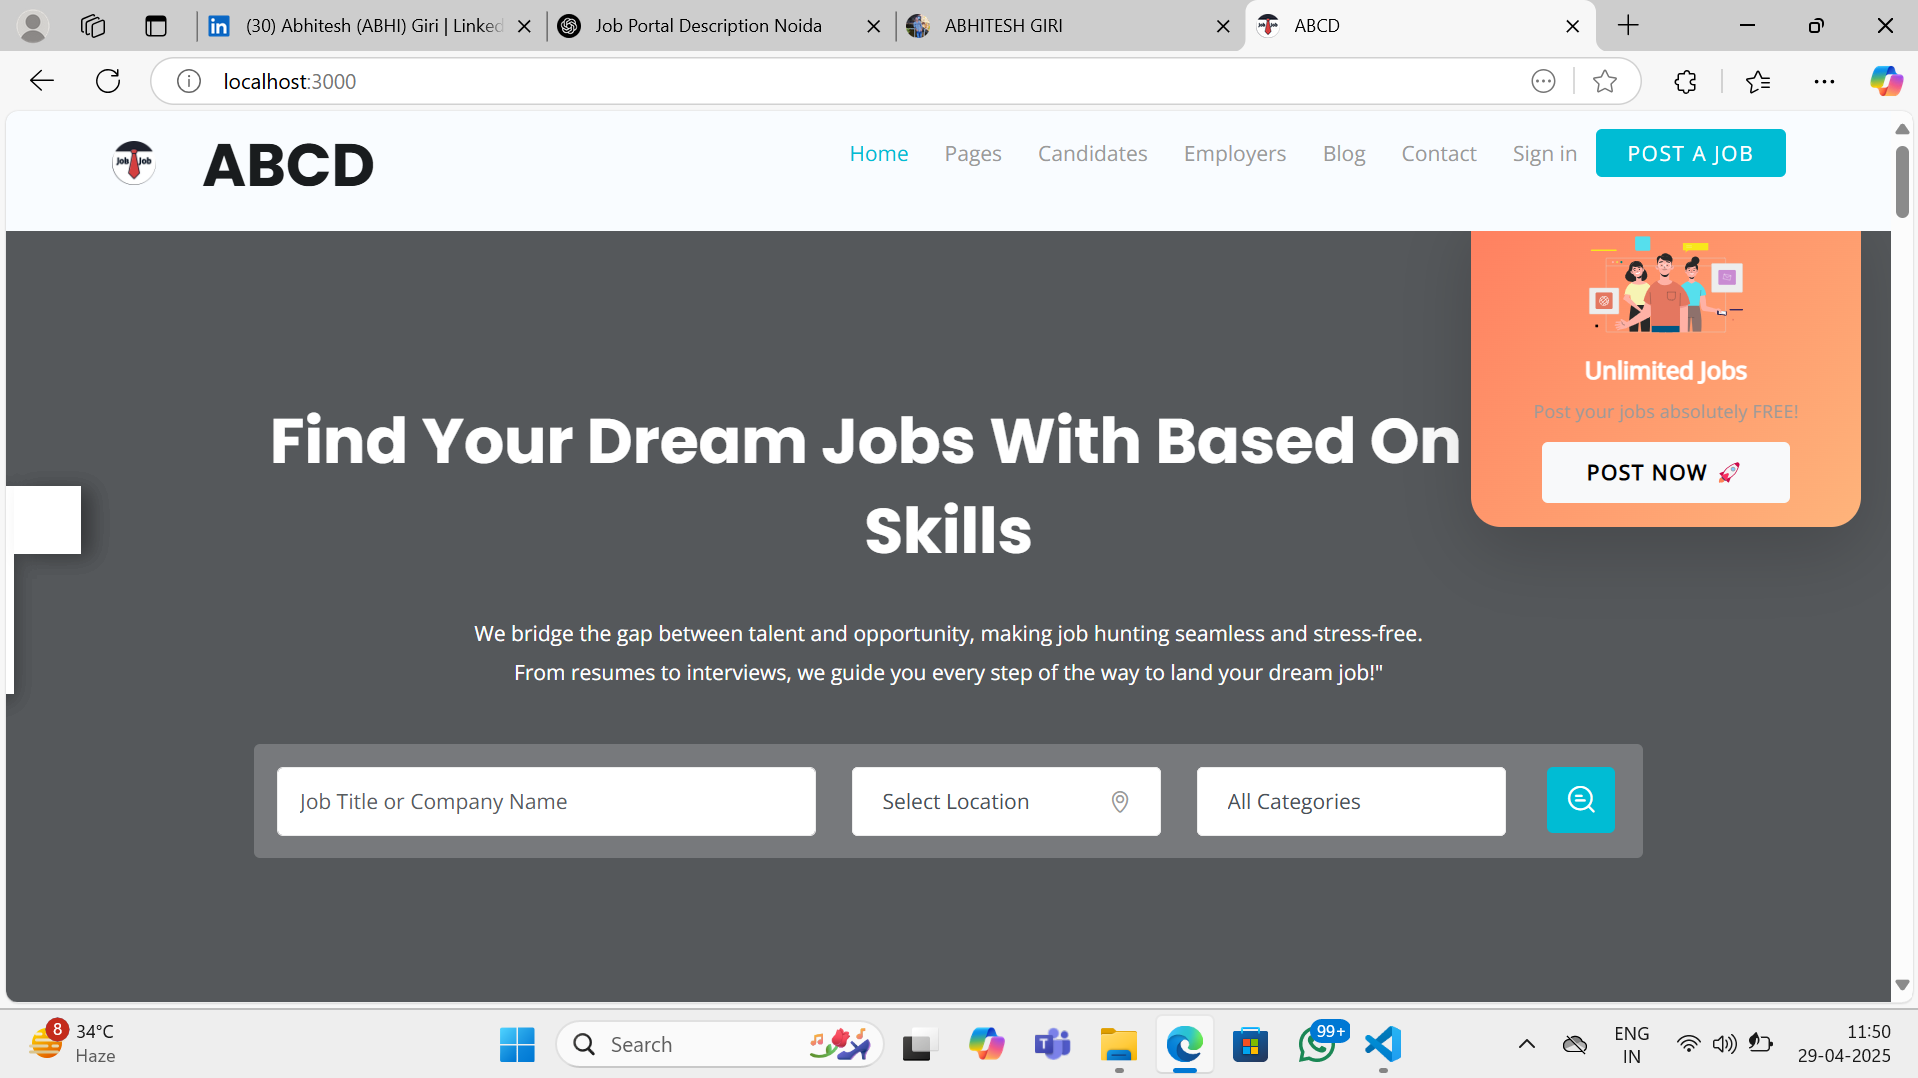 (30) Abhitesh (ABHI) Giri | Linked
Job Portal Description Noida
ABHITESH GIRI
ABCD
localhost:3000
Job Job
ABCD
Home
Pages
Candidates
Employers
Blog
Contact
Sign in
POST A JOB
Unlimited Jobs
Post your jobs absolutely FREE!
POST NOW 🚀
Find Your Dream Jobs With Based On
Skills
We bridge the gap between talent and opportunity, making job hunting seamless and stress-free.
From resumes to interviews, we guide you every step of the way to land your dream job!"
Job Title or Company Name
Select Location
All Categories
8
34°C
Haze
Search
99+
ENG
IN
11:50
29-04-2025